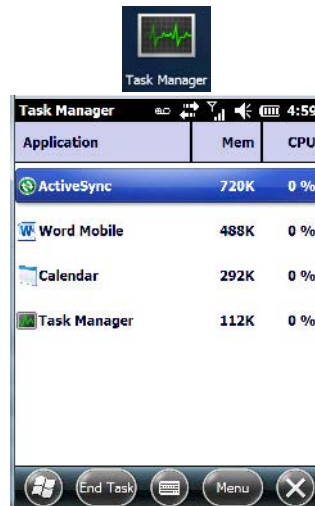 Task Manager
Task Manager 4:59
Application Mem CPU
ActiveSync 720K 0 %
Word Mobile 488K 0 %
Calendar 292K 0 %
Task Manager 112K 0 %
End Task Menu